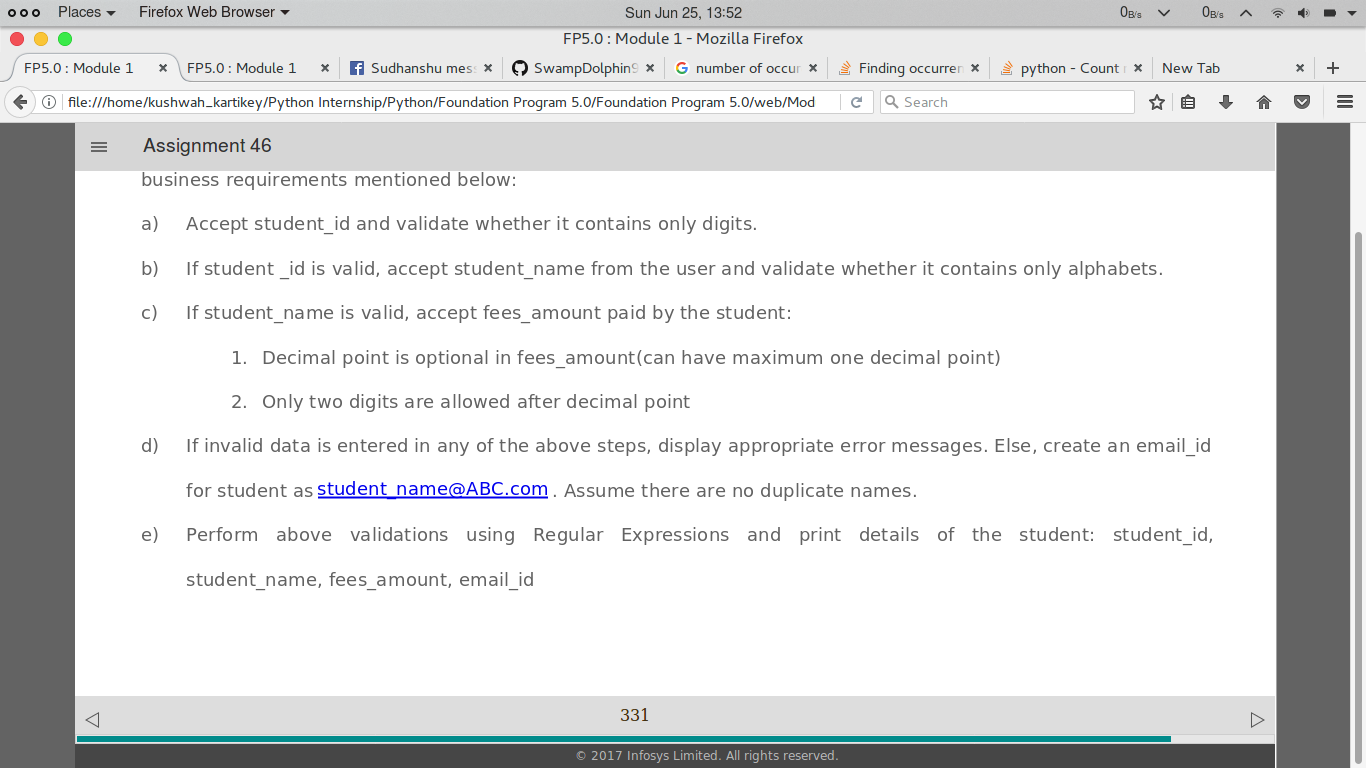 Places Firefox Web Browser Sun Jun 25, 13:52 0B/s 0B/s
FP5.0 : Module 1 - Mozilla Firefox
FP5.0 : Module 1 FP5.0 : Module 1 Sudhanshu mes SwampDolphin9 number of occur Finding occurren python - Count New Tab
file:///home/kushwah_kartikey/Python Internship/Python/Foundation Program 5.0/Foundation Program 5.0/web/Mod Search
Assignment 46
business requirements mentioned below:
a) Accept student_id and validate whether it contains only digits.
b) If student _id is valid, accept student_name from the user and validate whether it contains only alphabets.
c) If student_name is valid, accept fees_amount paid by the student:
1. Decimal point is optional in fees_amount(can have maximum one decimal point)
2. Only two digits are allowed after decimal point
d) If invalid data is entered in any of the above steps, display appropriate error messages. Else, create an email_id
for student as student_name@ABC.com . Assume there are no duplicate names.
e) Perform above validations using Regular Expressions and print details of the student: student_id,
student_name, fees_amount, email_id
331
© 2017 Infosys Limited. All rights reserved.